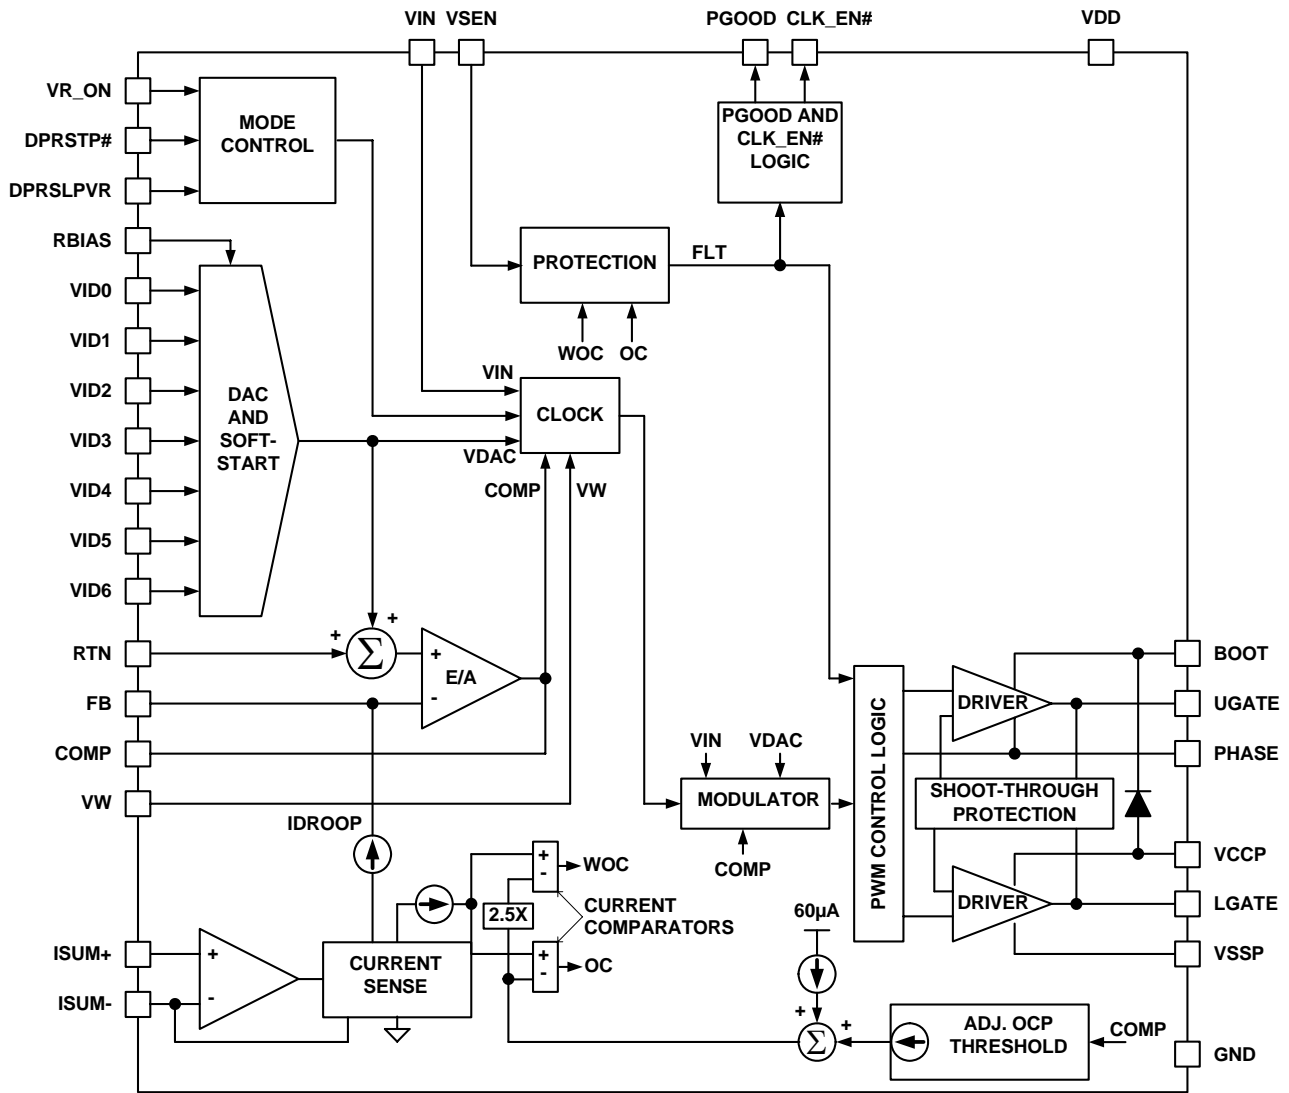 VIN VSEN PGOOD CLK_EN# VDD
VR_ON
DPRSTP#
DPRSLPVR
MODE
CONTROL
PGOOD AND
CLK_EN#
LOGIC
RBIAS
VID0
VID1
VID2
VID3
VID4
VID5
VID6
DAC
AND
SOFT-
START
PROTECTION
FLT
WOC OC
VIN
CLOCK
VDAC
COMP VW
+
+
Σ
RTN
FB
COMP
VW
+
E/A
-
IDROOP
ISUM+
ISUM-
+
-
CURRENT
SENSE
2.5X
+
-
WOC
CURRENT
COMPARATORS
+
-
OC
VIN VDAC
MODULATOR
COMP
60µA
+
+
Σ
ADJ. OCP
THRESHOLD
COMP
PWM CONTROL LOGIC
DRIVER
SHOOT-THROUGH
PROTECTION
DRIVER
BOOT
UGATE
PHASE
VCCP
LGATE
VSSP
GND